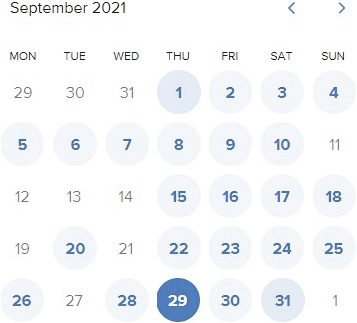 September 2021
MON TUE WED THU FRI SAT SUN
29 30 31 1 2 3 4
5 6 7 8 9 10 11
12 13 14 15 16 17 18
19 20 21 22 23 24 25
26 27 28 29 30 31 1